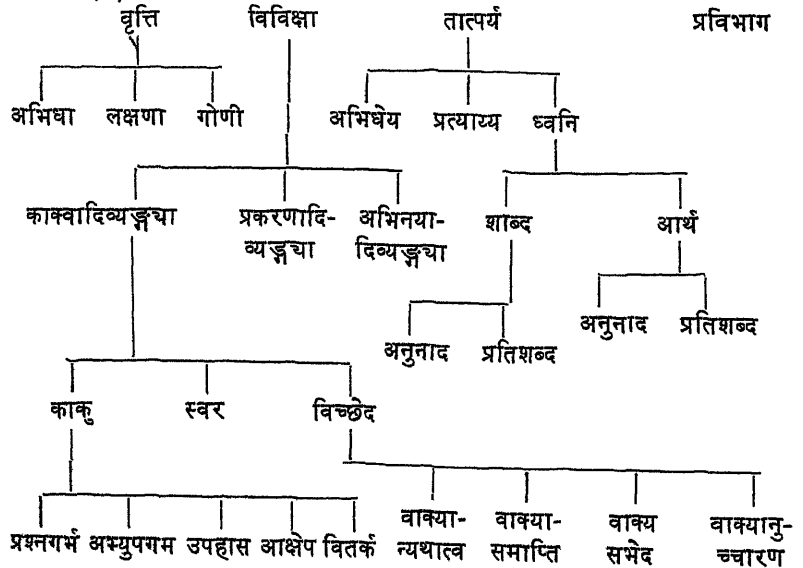 वृत्ति विविक्षा तात्पर्य प्रविभाग
अभिधा लक्षणा गोणी अभिधेय प्रत्याय्य ध्वनि
काक्वादिव्यङ्ग्या प्रकरणादि- अभिनया- शाब्द आर्थ
व्यङ्ग्या दिव्यङ्ग्या
अनुनाद प्रतिशब्द
अनुनाद प्रतिशब्द
काकु स्वर विच्छेद
वाक्या- वाक्या- वाक्य वाक्यानु-
प्रश्नगर्भ अभ्युपगम उपहास आक्षेप वितर्क न्यथात्व समाप्ति सभेद च्चारण